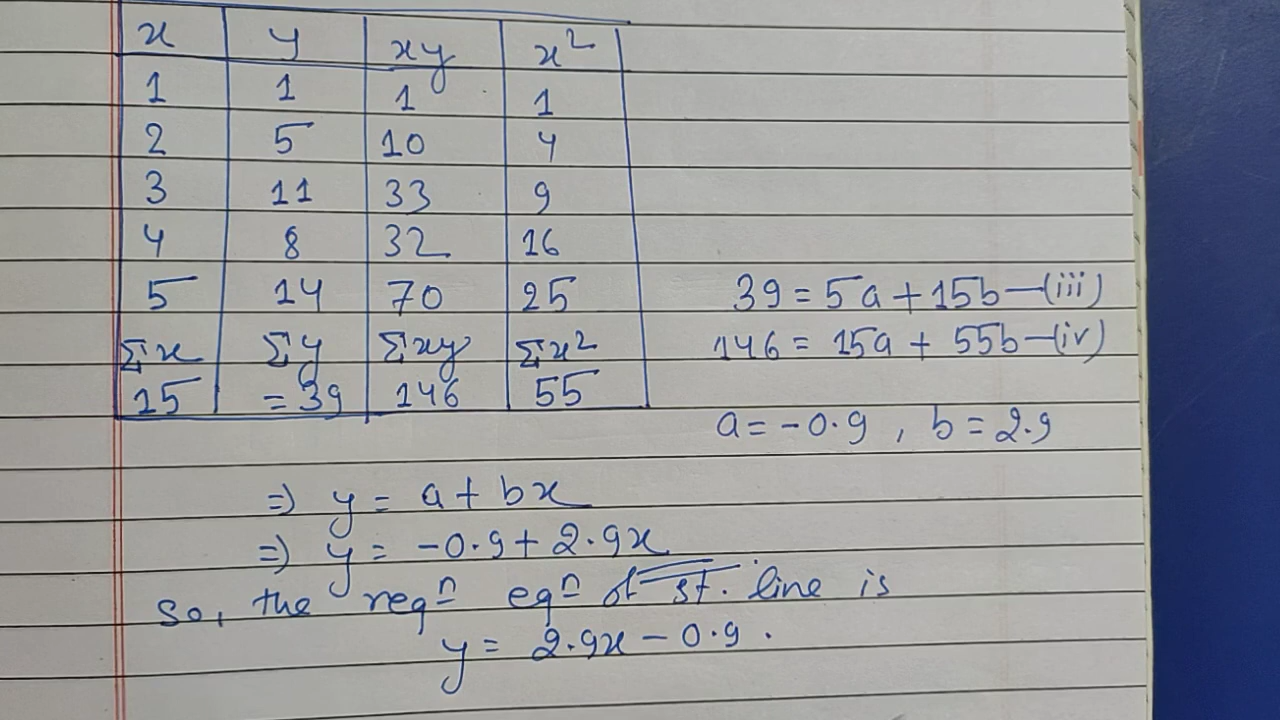 x y xy x²
1 1 1 1
2 5 10 4
3 11 33 9
4 8 32 16
5 14 70 25
Σx Σy Σxy Σx²
15 = 39 146 55
39 = 5a + 15b —(iii)
146 = 15a + 55b —(iv)
a = -0.9 , b = 2.9
⇒ y = a + bx
⇒ y = -0.9 + 2.9x
So, the reqⁿ eqⁿ of st. line is
y = 2.9x - 0.9 .